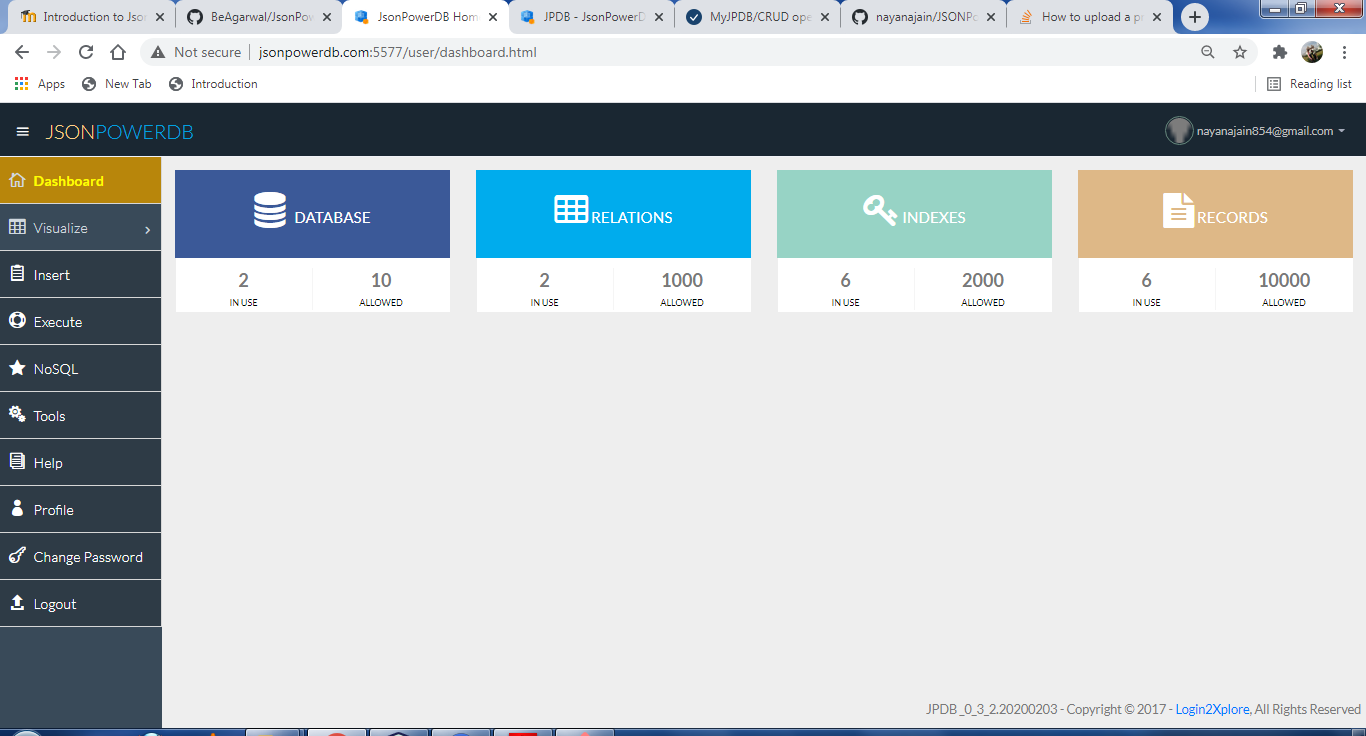 Introduction to Json
BeAgarwal/JsonPow
JsonPowerDB Hom
JPDB - JsonPowerD
MyJPDB/CRUD ope
nayanajain/JSONPo
How to upload a pr
Not secure
jsonpowerdb.com:5577/user/dashboard.html
Apps
New Tab
Introduction
Reading list
JSONPOWERDB
nayanajain854@gmail.com
Dashboard
Visualize
Insert
Execute
NoSQL
Tools
Help
Profile
Change Password
Logout
DATABASE
2
10
IN USE
ALLOWED
RELATIONS
2
1000
IN USE
ALLOWED
INDEXES
6
2000
IN USE
ALLOWED
RECORDS
6
10000
IN USE
ALLOWED
JPDB_0_3_2.20200203 - Copyright © 2017 - Login2Xplore, All Rights Reserved